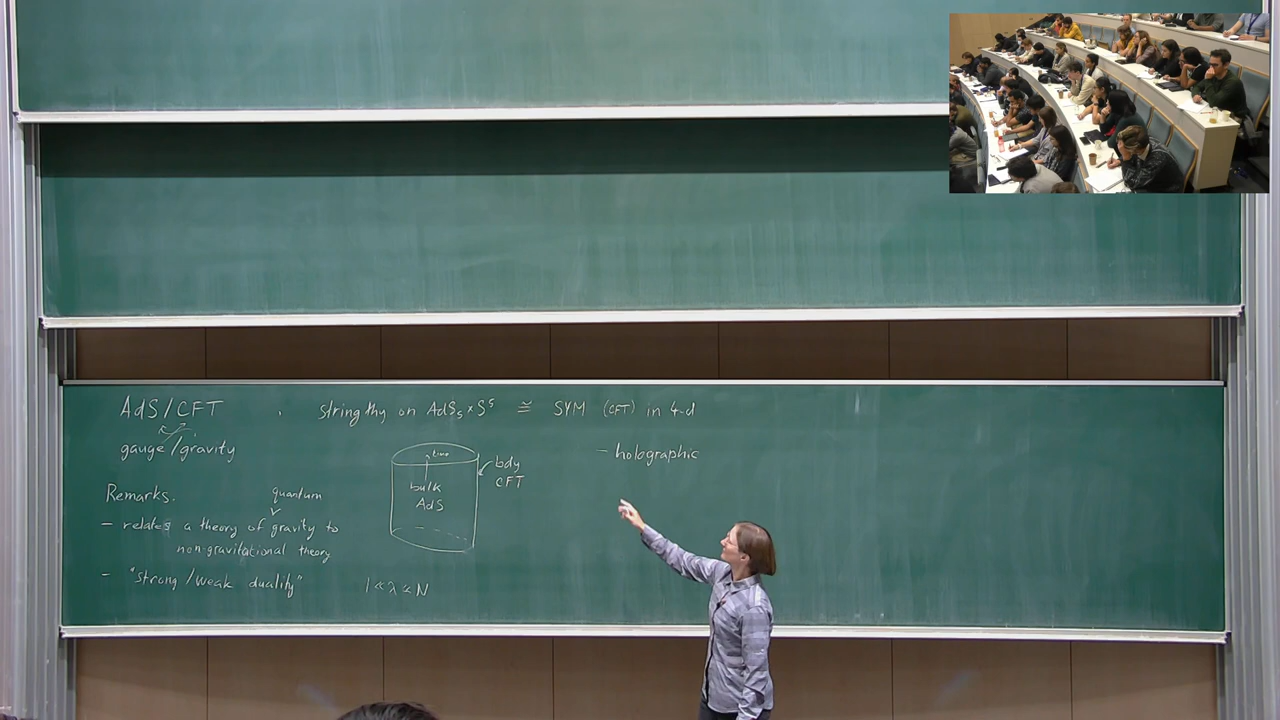 AdS/CFT
gauge/gravity
Remarks.
quantum
- relates a theory of gravity to
non-gravitational theory
- "strong/weak duality"
1 ≪ λ ≪ N
. String thy on AdS₅ × S⁵ ≅ SYM (CFT) in 4-d
time
bulk
AdS
bdy
CFT
- holographic